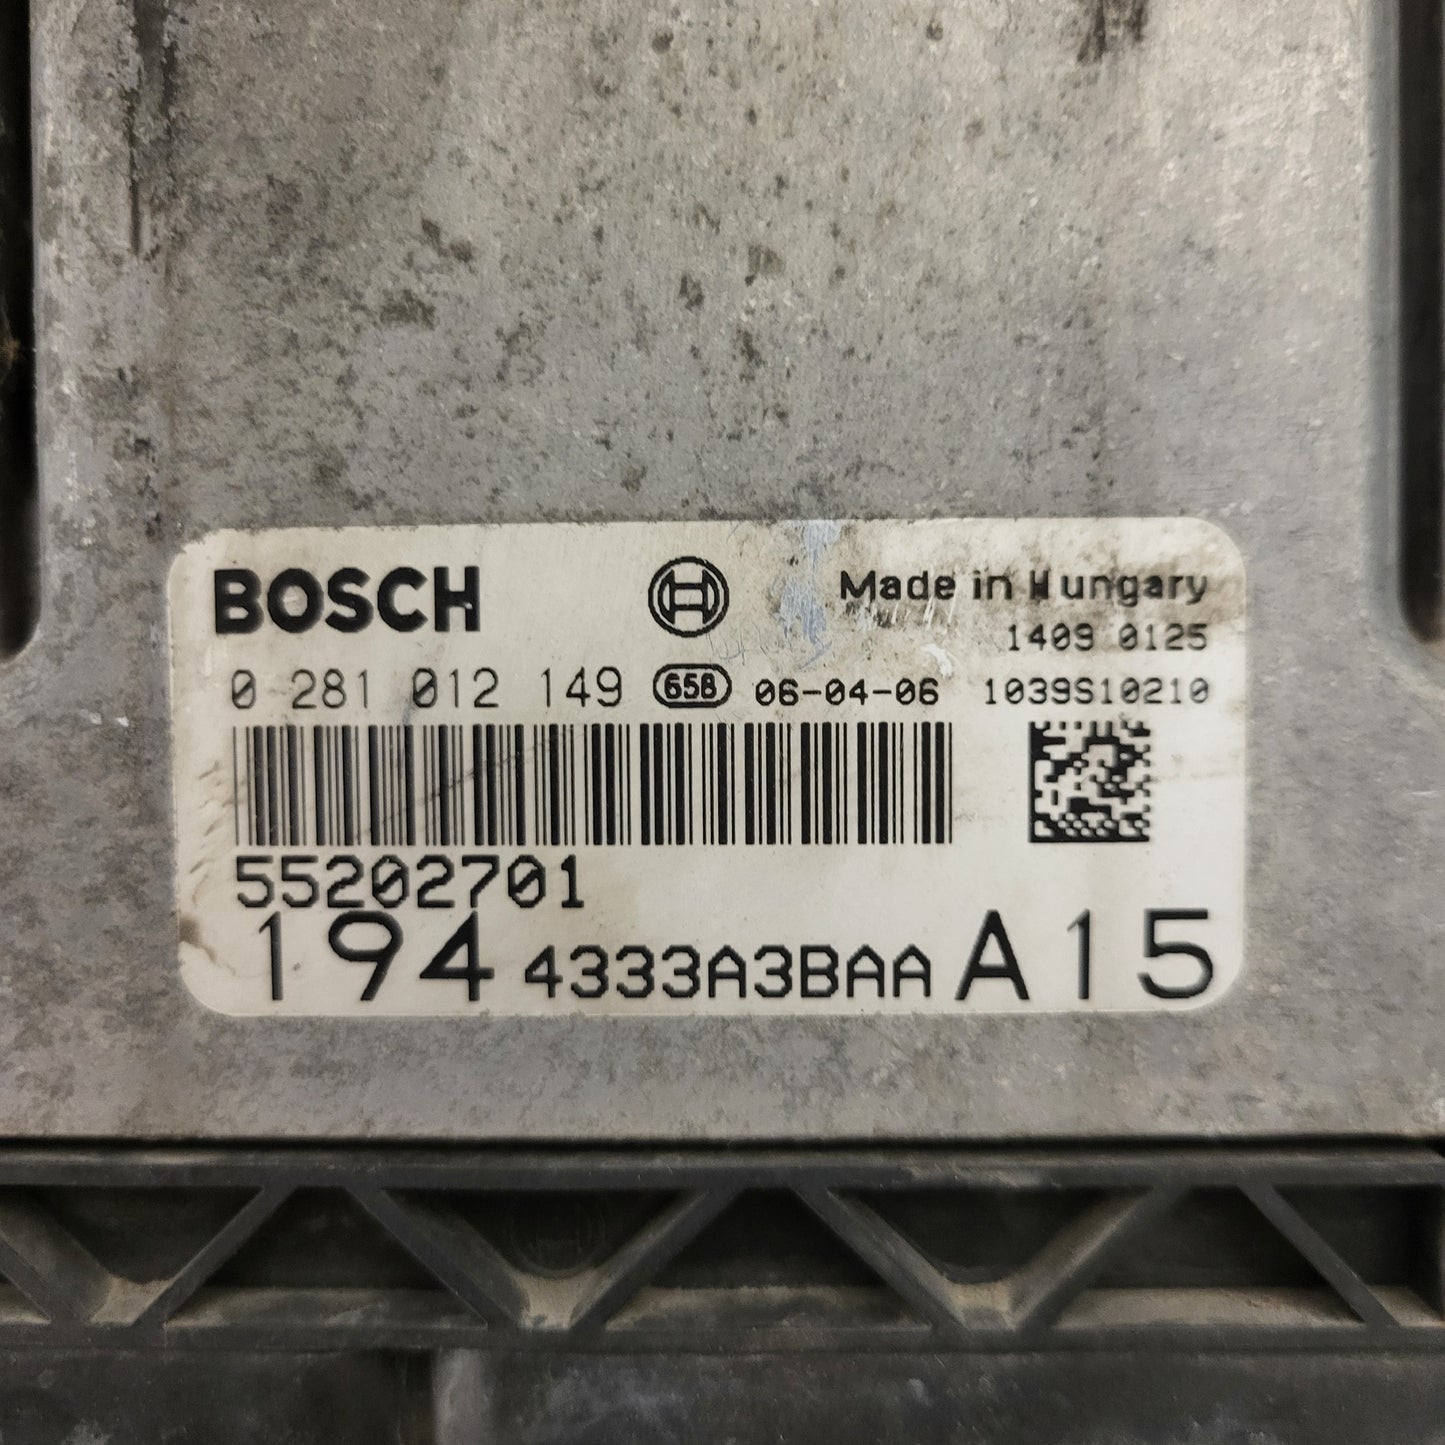 BOSCH
Made in Hungary
1409 0125
0 281 012 149 658 06-04-06 1039S10210
55202701
194 4333A3BAA A15